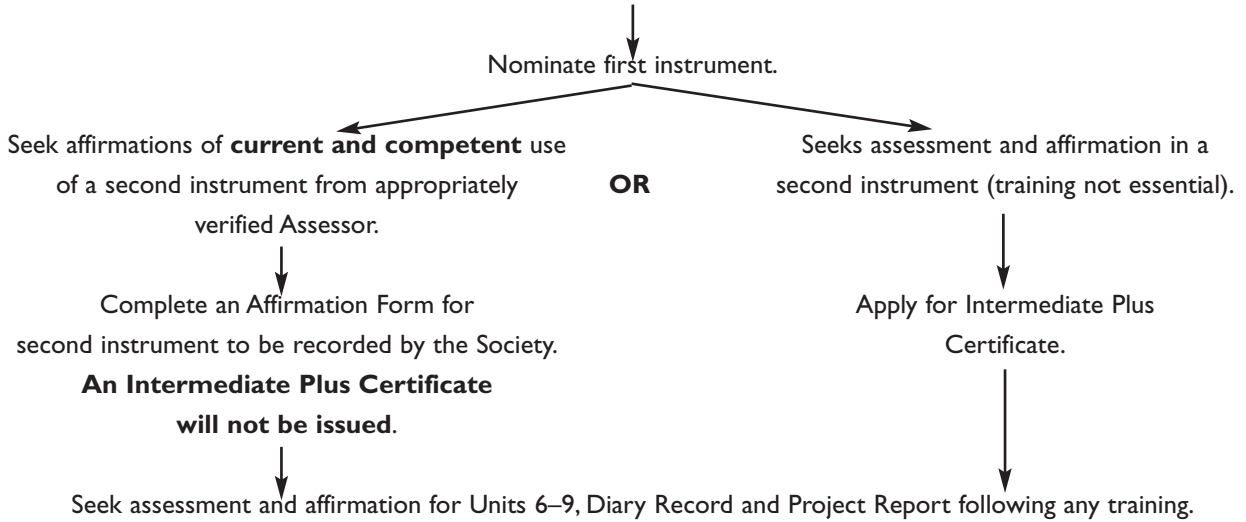 Nominate first instrument.
Seek affirmations of current and competent use
of a second instrument from appropriately
verified Assessor.
OR
Seeks assessment and affirmation in a
second instrument (training not essential).
Complete an Affirmation Form for
second instrument to be recorded by the Society.
An Intermediate Plus Certificate
will not be issued.
Apply for Intermediate Plus
Certificate.
Seek assessment and affirmation for Units 6–9, Diary Record and Project Report following any training.